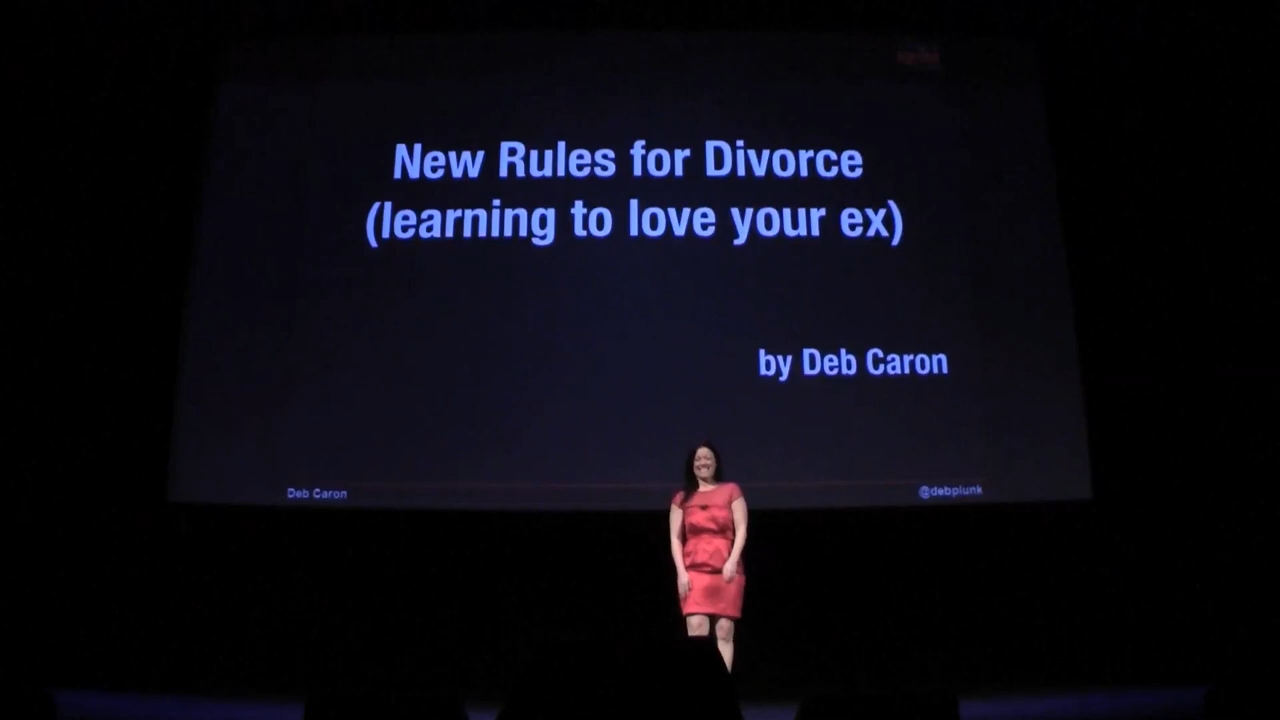 New Rules for Divorce
(learning to love your ex)
by Deb Caron
Deb Caron
@debplunk